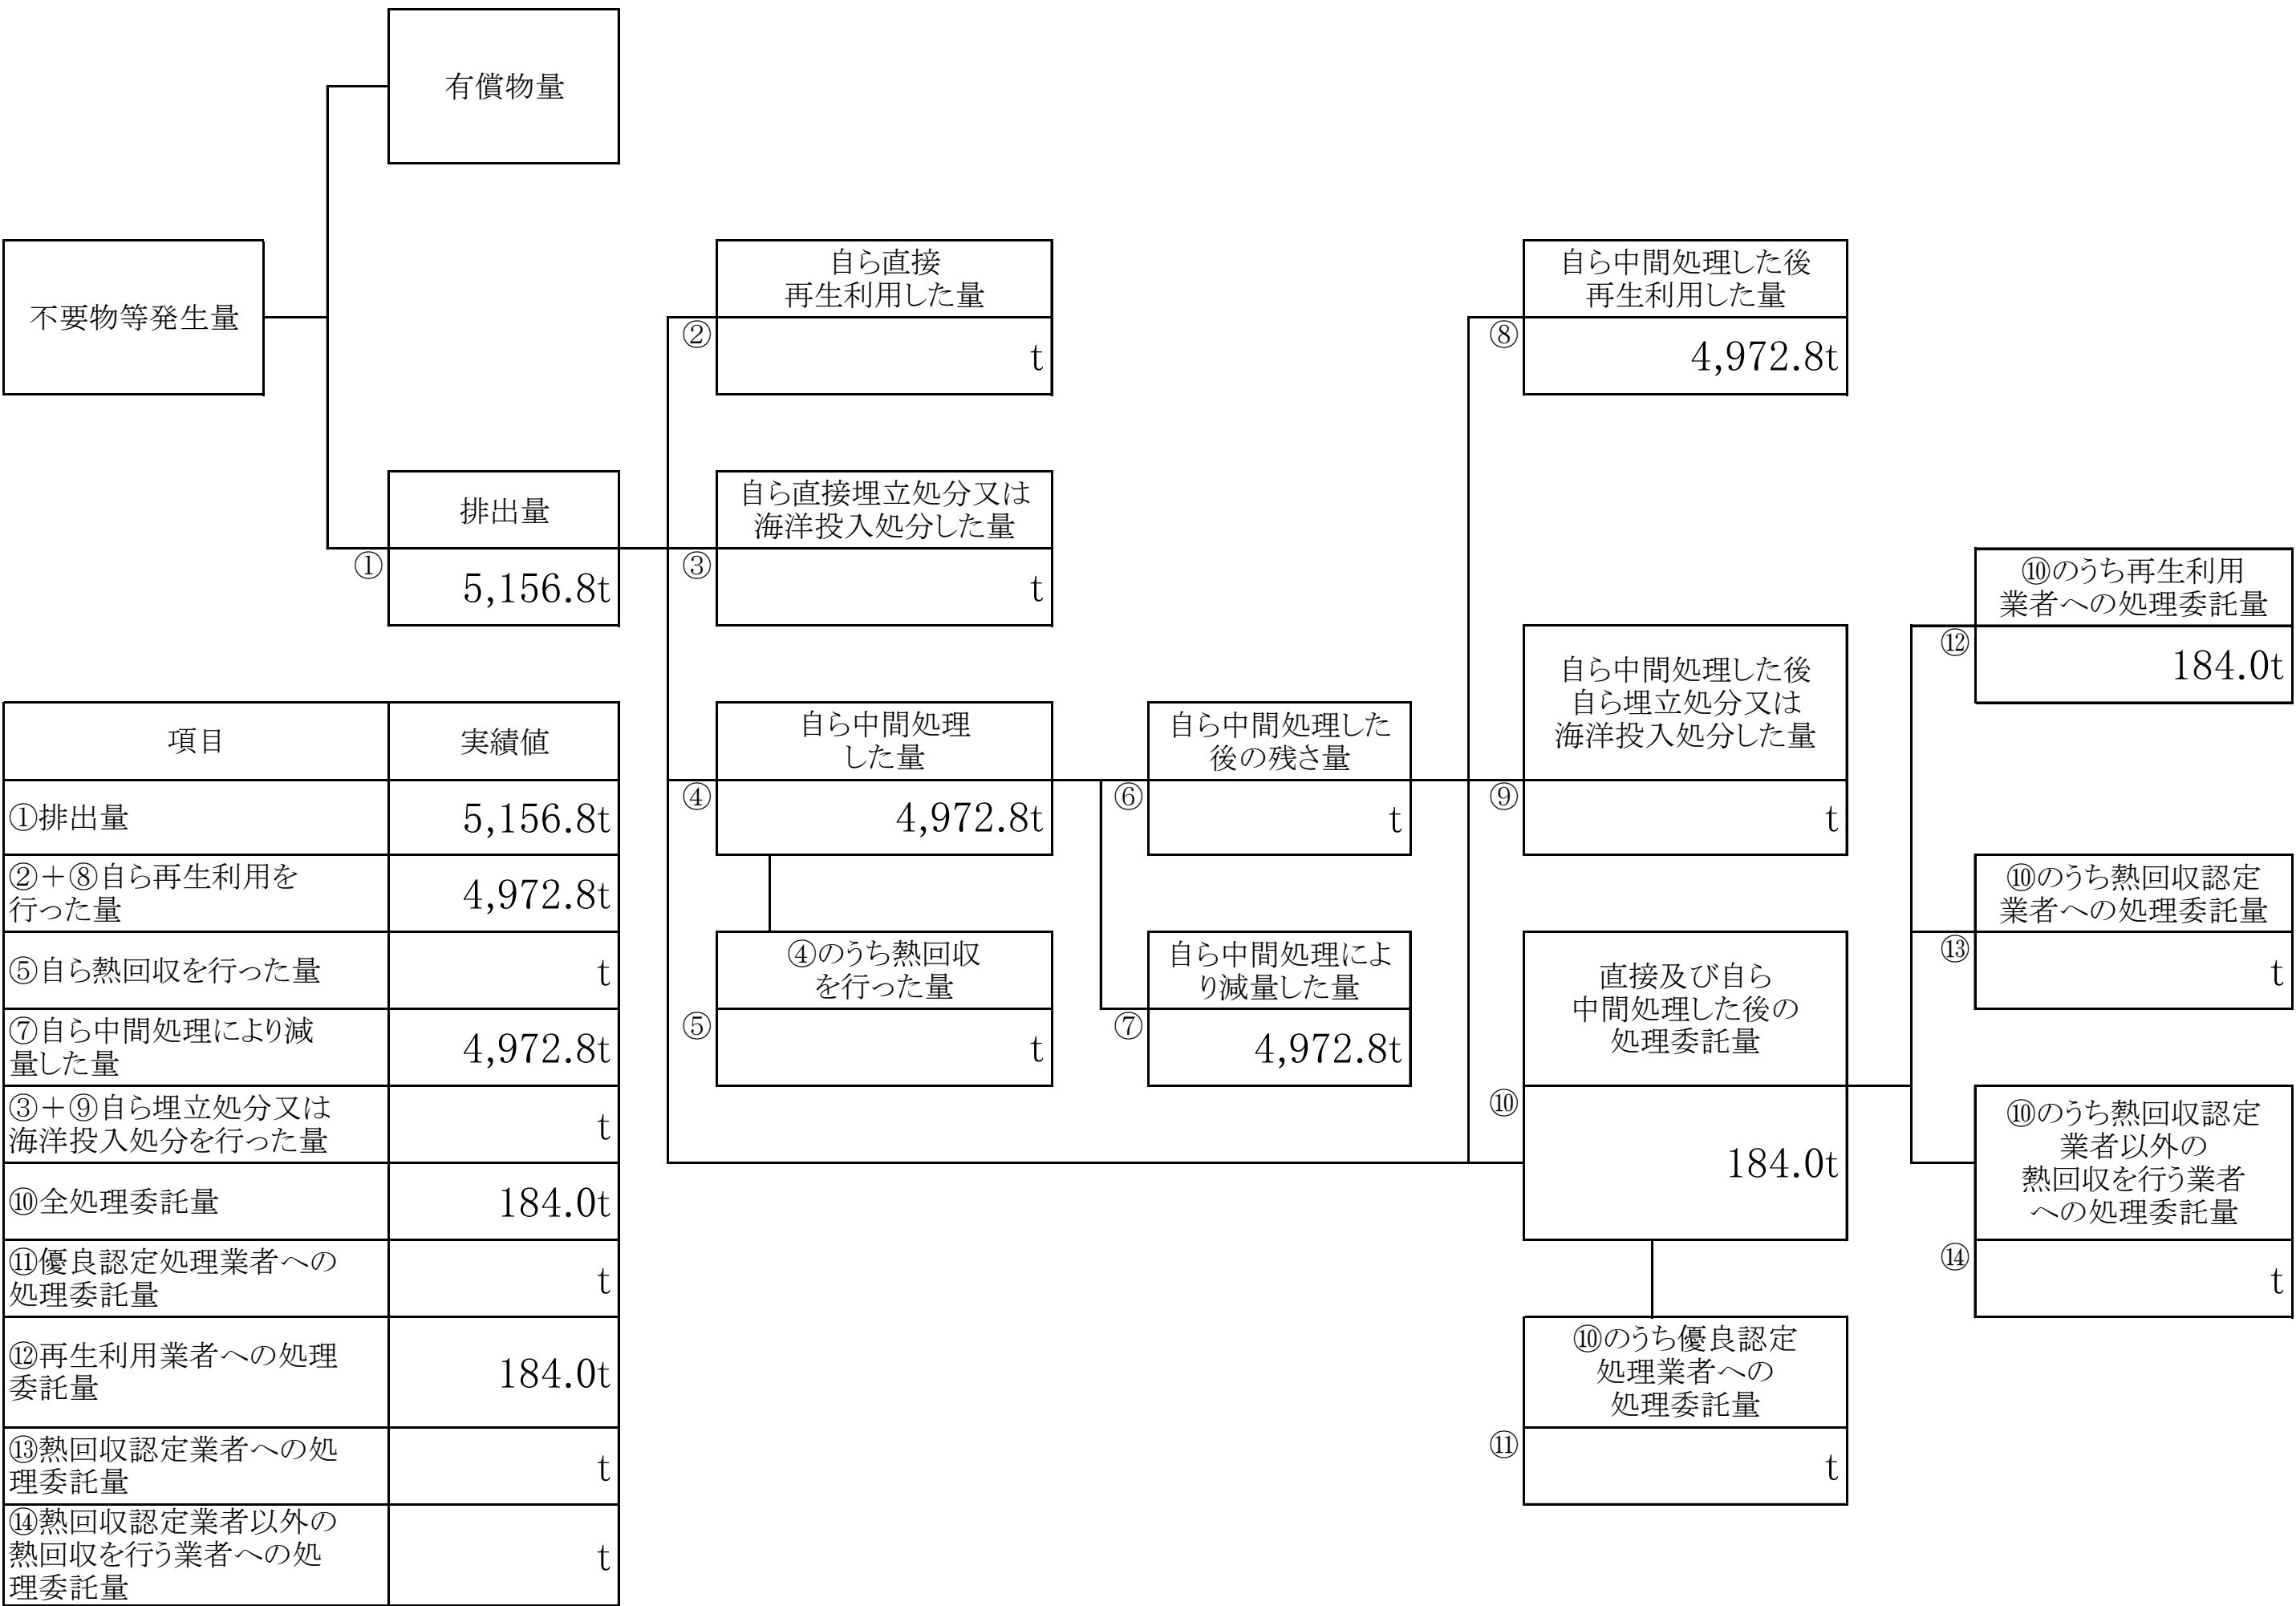 有償物量
不要物等発生量
排出量
①
5,156.8t
自ら直接
再生利用した量
②
t
自ら直接埋立処分又は
海洋投入処分した量
③
t
自ら中間処理
した量
④
4,972.8t
④のうち熱回収
を行った量
⑤
t
自ら中間処理した
後の残さ量
⑥
t
自ら中間処理によ
り減量した量
⑦
4,972.8t
自ら中間処理した後
再生利用した量
⑧
4,972.8t
自ら中間処理した後
自ら埋立処分又は
海洋投入処分した量
⑨
t
直接及び自ら
中間処理した後の
処理委託量
⑩
184.0t
⑩のうち優良認定
処理業者への
処理委託量
⑪
t
⑩のうち再生利用
業者への処理委託量
⑫
184.0t
⑩のうち熱回収認定
業者への処理委託量
⑬
t
⑩のうち熱回収認定
業者以外の
熱回収を行う業者
への処理委託量
⑭
t
項目 実績値
①排出量 5,156.8t
②＋⑧自ら再生利用を
行った量 4,972.8t
⑤自ら熱回収を行った量 t
⑦自ら中間処理により減
量した量 4,972.8t
③＋⑨自ら埋立処分又は
海洋投入処分を行った量 t
⑩全処理委託量 184.0t
⑪優良認定処理業者への
処理委託量 t
⑫再生利用業者への処理
委託量 184.0t
⑬熱回収認定業者への処
理委託量 t
⑭熱回収認定業者以外の
熱回収を行う業者への処
理委託量 t